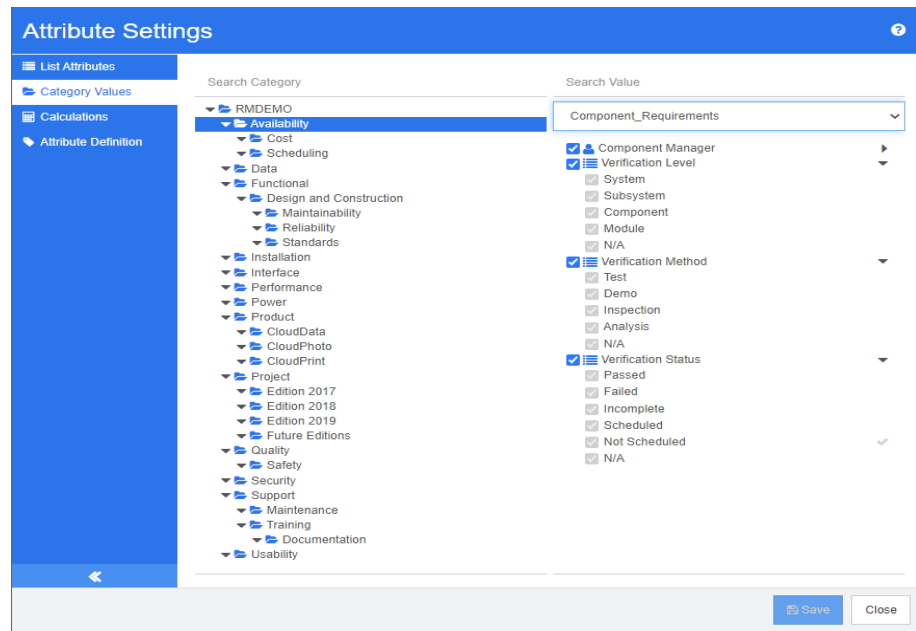 Attribute Settings
List Attributes
Category Values
Calculations
Attribute Definition
Search Category
RMDEMO
Availability
Cost
Scheduling
Data
Functional
Design and Construction
Maintainability
Reliability
Standards
Installation
Interface
Performance
Power
Product
CloudData
CloudPhoto
CloudPrint
Project
Edition 2017
Edition 2018
Edition 2019
Future Editions
Quality
Safety
Security
Support
Maintenance
Training
Documentation
Usability
Search Value
Component_Requirements
Component Manager
Verification Level
System
Subsystem
Component
Module
N/A
Verification Method
Test
Demo
Inspection
Analysis
N/A
Verification Status
Passed
Failed
Incomplete
Scheduled
Not Scheduled
N/A
Save
Close